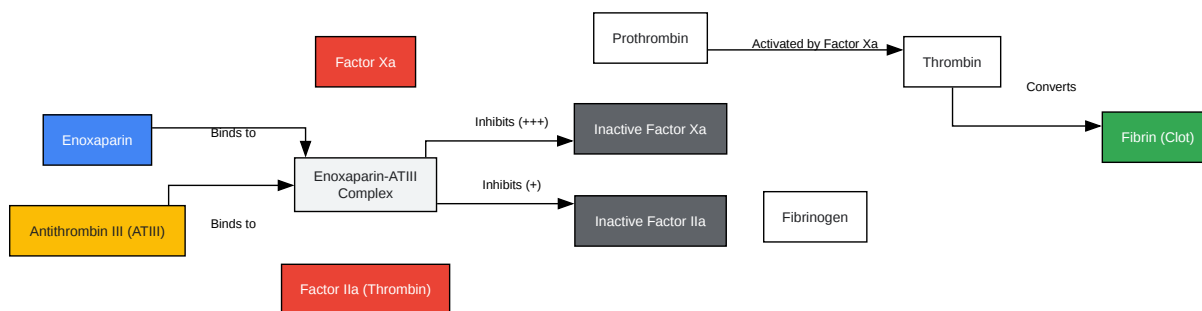 Prothrombin
Activated by Factor Xa
Thrombin
Factor Xa
Converts
Enoxaparin
Binds to
Inhibits (+++)
Inactive Factor Xa
Fibrin (Clot)
Enoxaparin-ATIII
Complex
Inhibits (+)
Antithrombin III (ATIII)
Binds to
Inactive Factor IIa
Fibrinogen
Factor IIa (Thrombin)